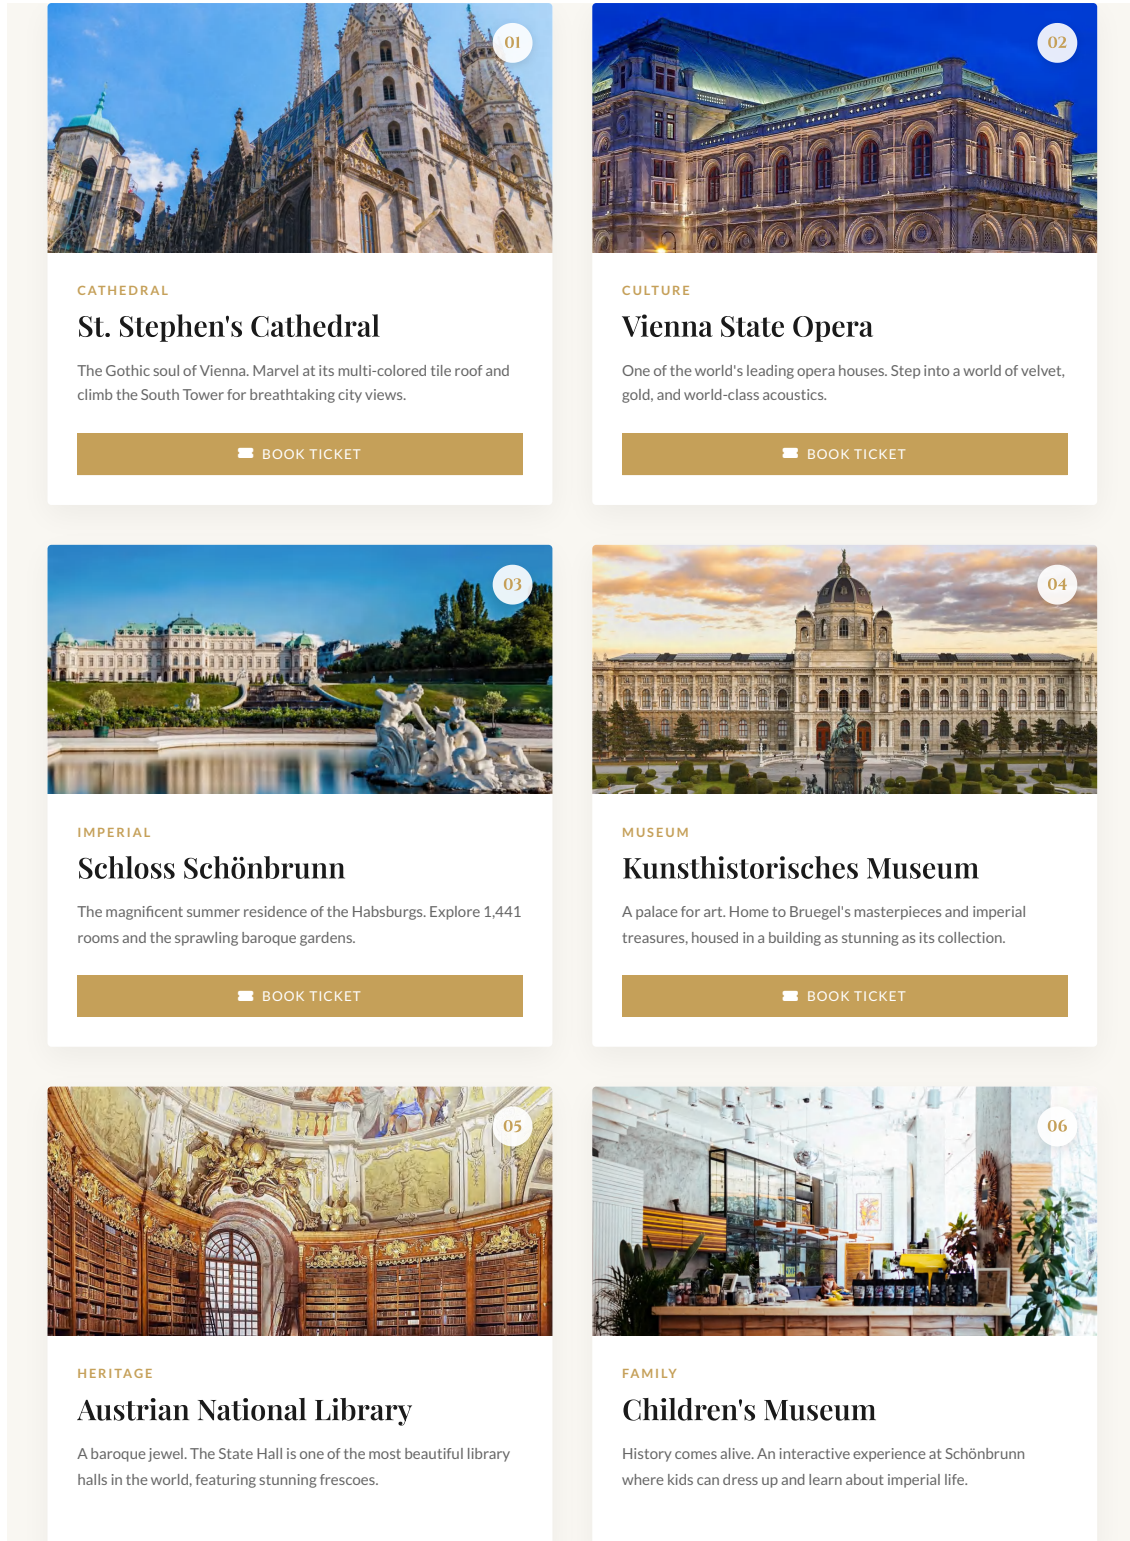 01
CATHEDRAL
St. Stephen's Cathedral
The Gothic soul of Vienna. Marvel at its multi-colored tile roof and
climb the South Tower for breathtaking city views.
BOOK TICKET
02
CULTURE
Vienna State Opera
One of the world's leading opera houses. Step into a world of velvet,
gold, and world-class acoustics.
BOOK TICKET
03
IMPERIAL
Schloss Schönbrunn
The magnificent summer residence of the Habsburgs. Explore 1,441
rooms and the sprawling baroque gardens.
BOOK TICKET
04
MUSEUM
Kunsthistorisches Museum
A palace for art. Home to Bruegel's masterpieces and imperial
treasures, housed in a building as stunning as its collection.
BOOK TICKET
05
HERITAGE
Austrian National Library
A baroque jewel. The State Hall is one of the most beautiful library
halls in the world, featuring stunning frescoes.
06
FAMILY
Children's Museum
History comes alive. An interactive experience at Schönbrunn
where kids can dress up and learn about imperial life.